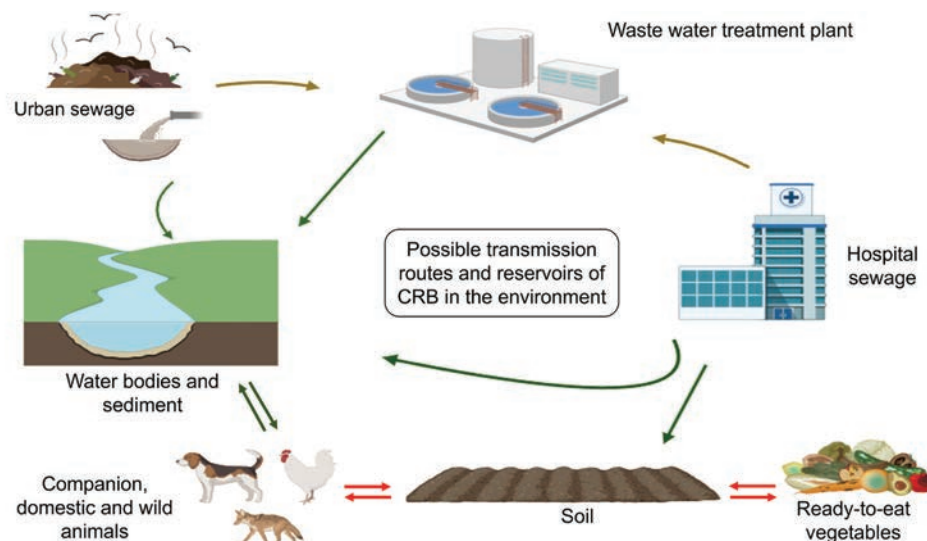 Waste water treatment plant
Urban sewage
Possible transmission
routes and reservoirs of
CRB in the environment
Hospital
sewage
Water bodies and
sediment
Companion,
domestic and wild
animals
Soil
Ready-to-eat
vegetables